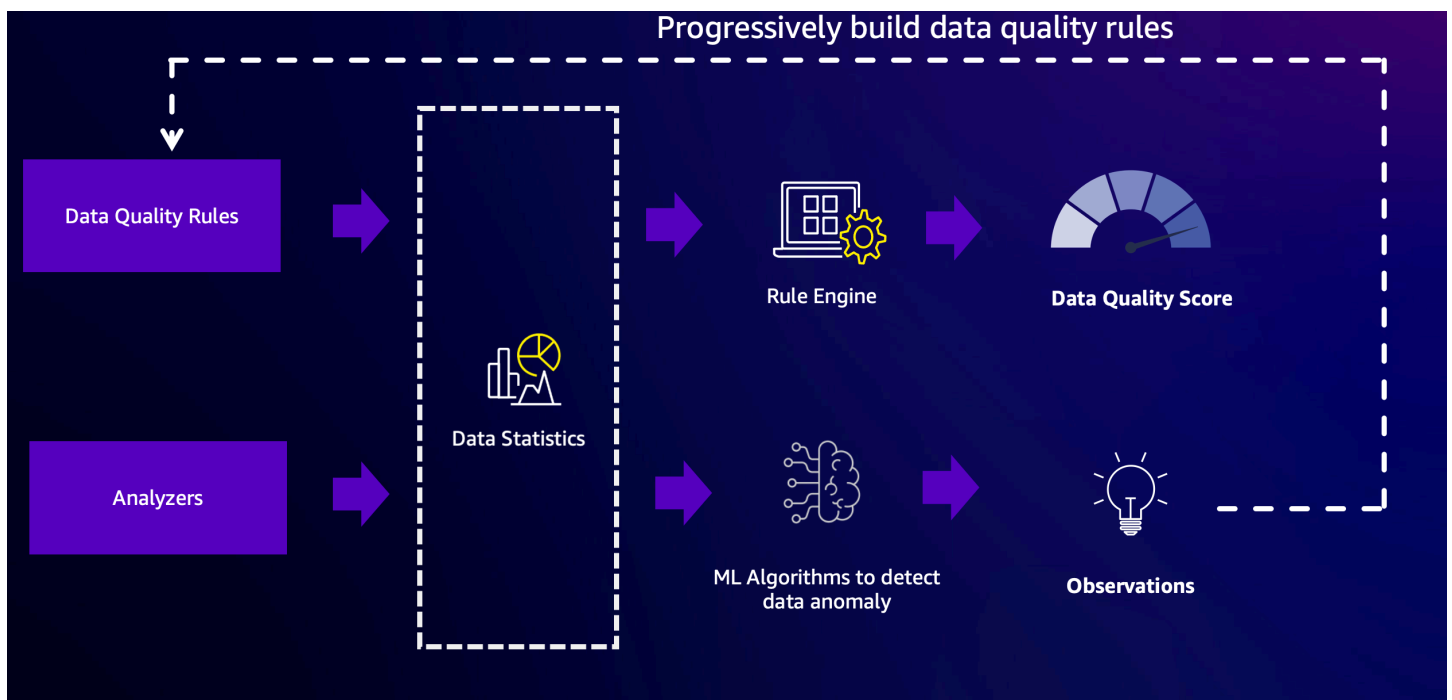 Progressively build data quality rules
Data Quality Rules
Rule Engine
Data Quality Score
Data Statistics
Analyzers
ML Algorithms to detect
data anomaly
Observations